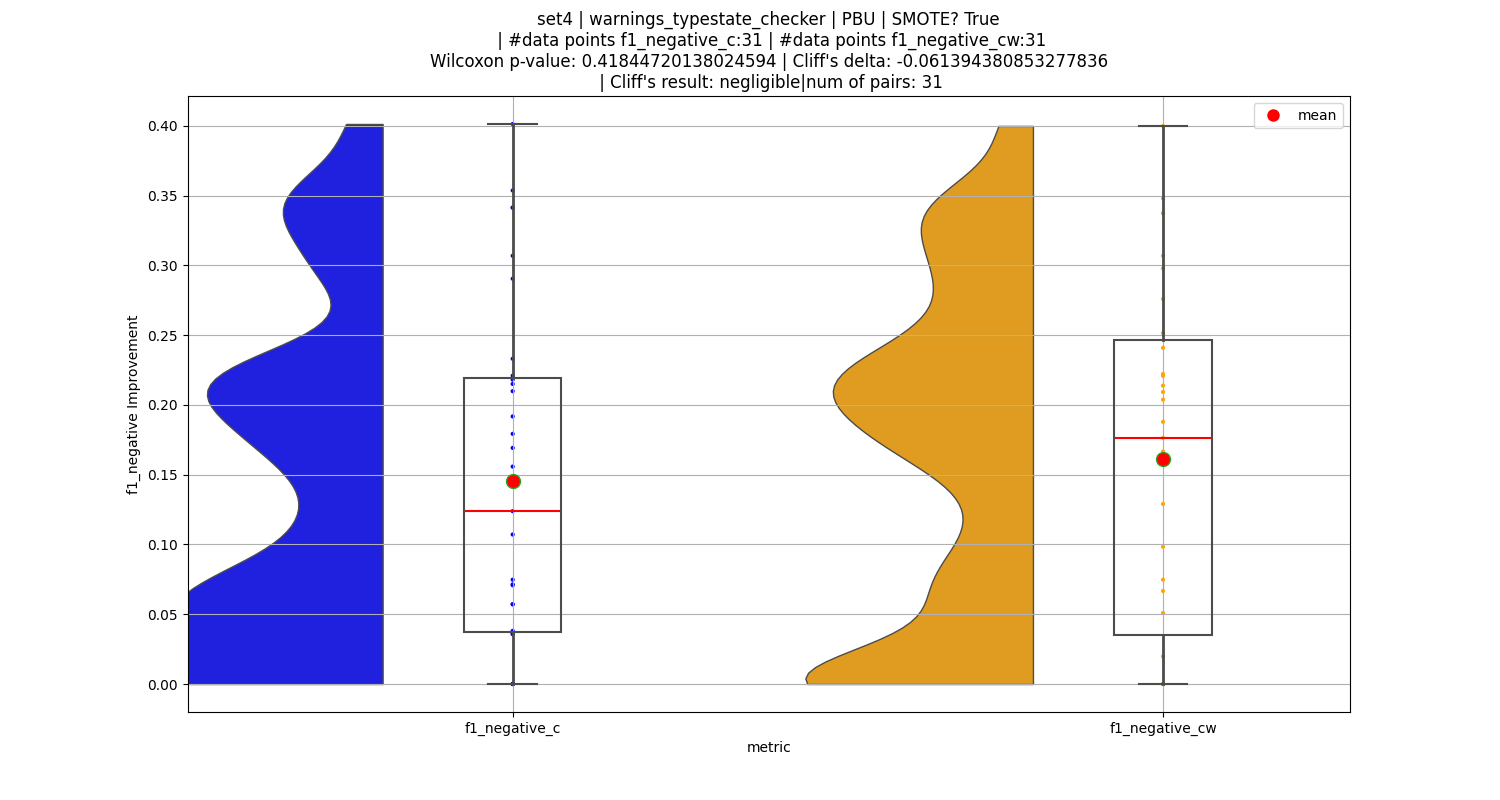 set4 | warnings_typestate_checker | PBU | SMOTE? True
| #data points f1_negative_c:31 | #data points f1_negative_cw:31
Wilcoxon p-value: 0.41844720138024594 | Cliff's delta: -0.061394380853277836
| Cliff's result: negligible|num of pairs: 31
mean
0.40
0.35
0.30
0.25
0.20
0.15
0.10
0.05
0.00
f1_negative Improvement
f1_negative_c
f1_negative_cw
metric